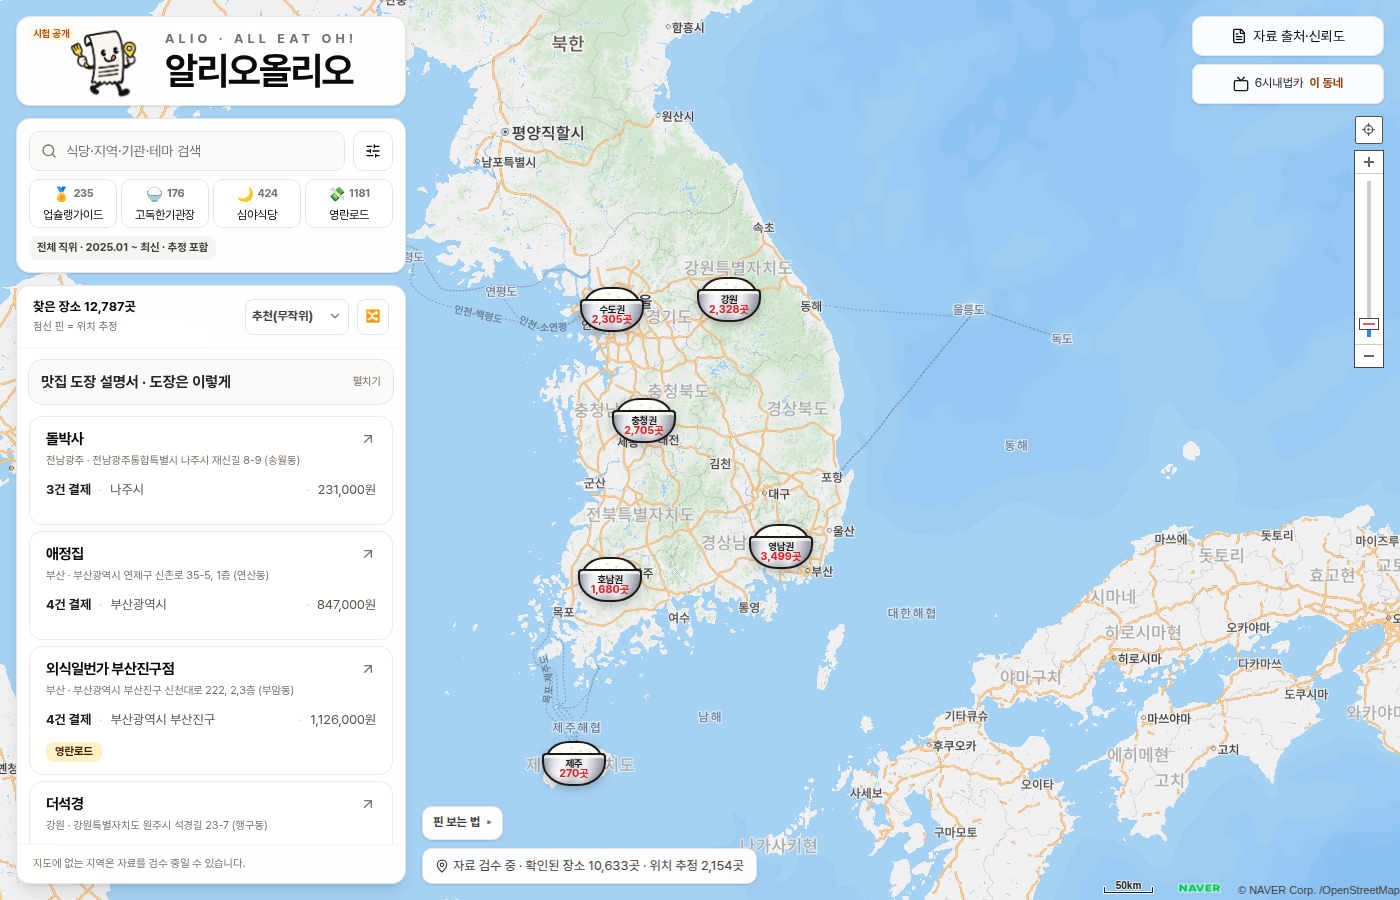 시험 공개
ALIO · ALL EAT OH!
알리오올리오
식당·지역·기관·테마 검색
235
업슐랭가이드
176
고독한기관장
424
심야식당
1181
영란로드
전체 직위 · 2025.01 ~ 최신 · 추정 포함
찾은 장소 12,787곳
점선 핀 = 위치 추정
추천(무작위)
맛집 도장 설명서 · 도장은 이렇게
펼치기
돌박사
전남광주 · 전남광주통합특별시 나주시 재신길 8-9 (송월동)
3건 결제 · 나주시 · 231,000원
애정집
부산 · 부산광역시 연제구 신촌로 35-5, 1층 (연산동)
4건 결제 · 부산광역시 · 847,000원
외식일번가 부산진구점
부산 · 부산광역시 부산진구 신천대로 222, 2,3층 (부암동)
4건 결제 · 부산광역시 부산진구 · 1,126,000원
영란로드
더석경
강원 · 강원특별자치도 원주시 석경길 23-7 (행구동)
지도에 없는 지역은 자료를 검수 중일 수 있습니다.
자료 출처·신뢰도
6시내법카 이 동네
북한
함흥시
원산시
평양직할시
남포특별시
속초
강원특별자치도
연평도
인천-백령도
인천-소연평
울
경기도
수도권
2,305곳
강원
2,328곳
동해
울릉도
독도
충청북도
경상북도
충청권
2,705곳
김천
동해
포항
군산
대구
전북특별자치도
울산
영남권
3,499곳
부산
호남권
1,680곳
목포
여수
통영
대한해협
목포-제주도
남해
제주해협
제주
270곳
마쓰에
돗토리
돗토리
마이즈루
효고현
시마네
오카야마
히로시마현
히로시마
다카마쓰
야마구치
도쿠시마
기타큐슈
마쓰야마
와카야마
후쿠오카
에히메현
고치
고치
오이타
사세보
구마모토
나가사키현
핀 보는 법
자료 검수 중 · 확인된 장소 10,633곳 · 위치 추정 2,154곳
50km
NAVER
© NAVER Corp. /OpenStreetMap